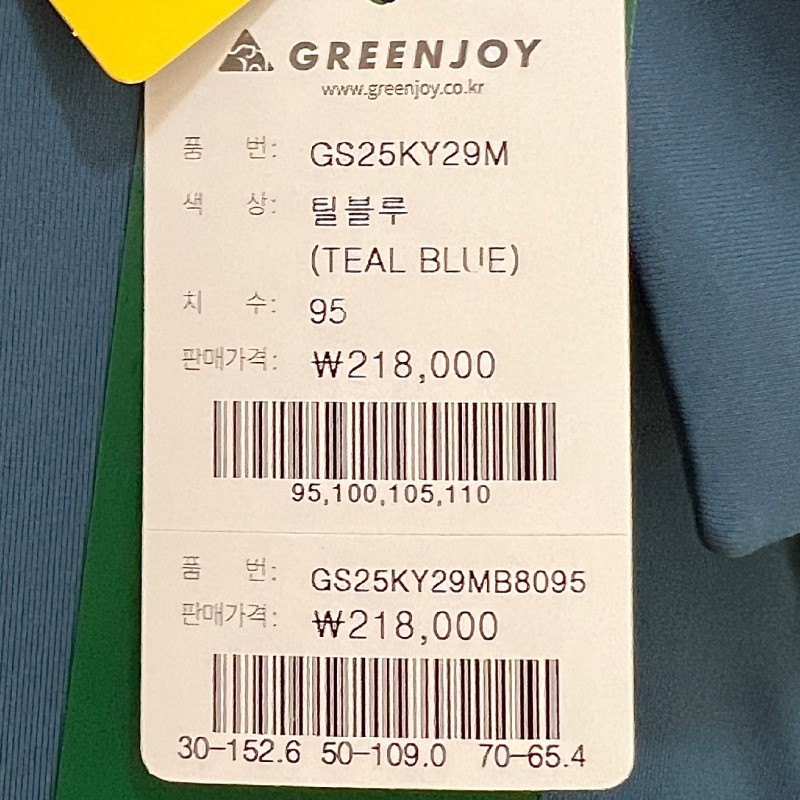 GREENJOY
www.greenjoy.co.kr
품 번: GS25KY29M
색 상: 틸블루
(TEAL BLUE)
치 수: 95
판매가격: ₩218,000
95,100,105,110
품 번: GS25KY29MB8095
판매가격: ₩218,000
30-152.6 50-109.0 70-65.4